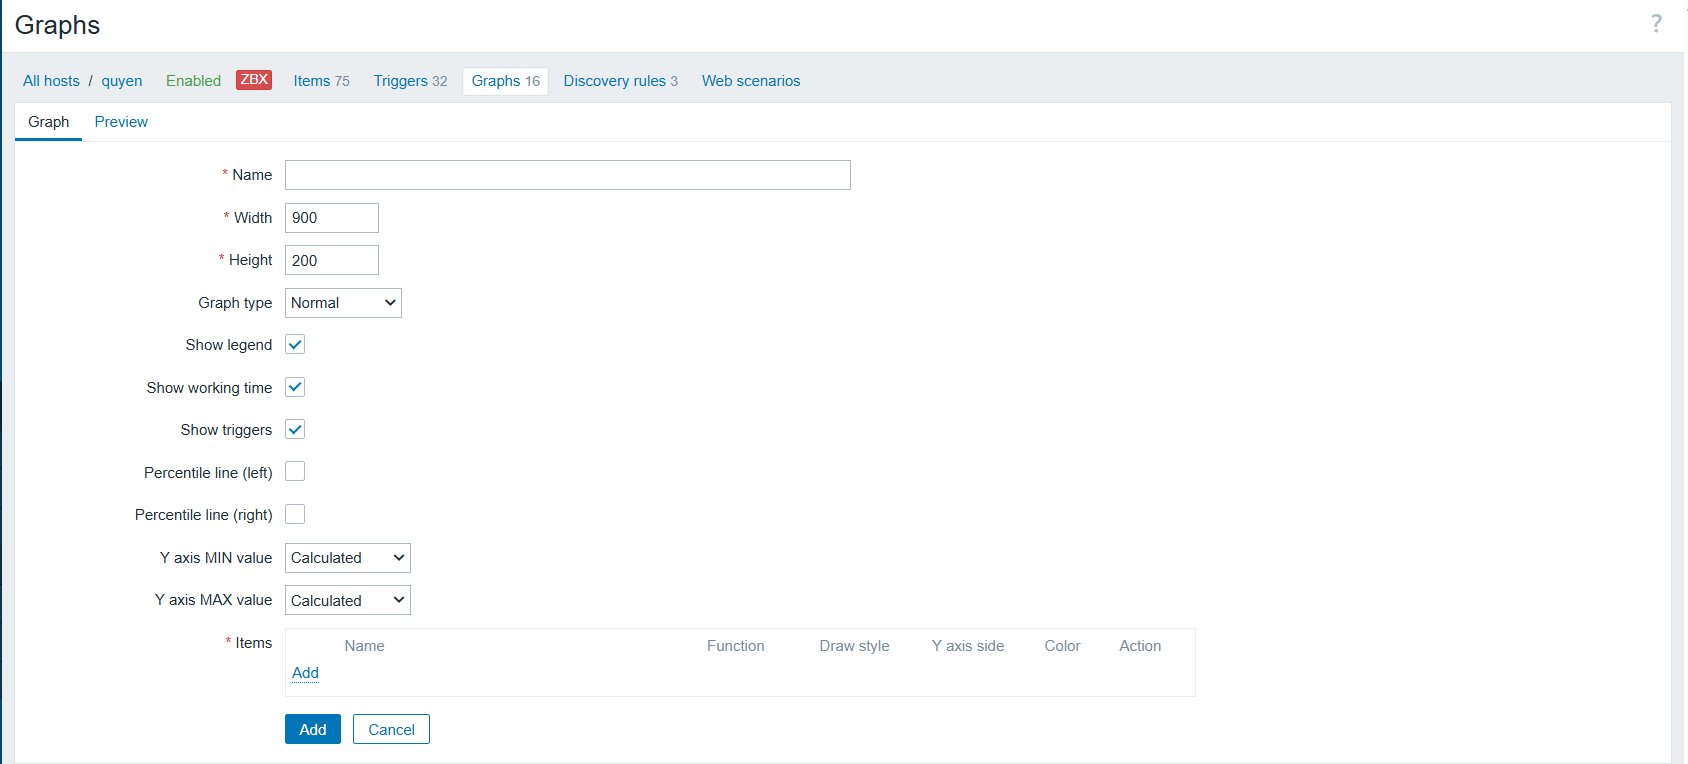 Graphs ?
All hosts / quyen Enabled ZBX Items 75 Triggers 32 Graphs 16 Discovery rules 3 Web scenarios
Graph Preview
* Name
* Width 900
* Height 200
Graph type Normal
Show legend
Show working time
Show triggers
Percentile line (left)
Percentile line (right)
Y axis MIN value Calculated
Y axis MAX value Calculated
* Items Name Function Draw style Y axis side Color Action
Add
Add Cancel